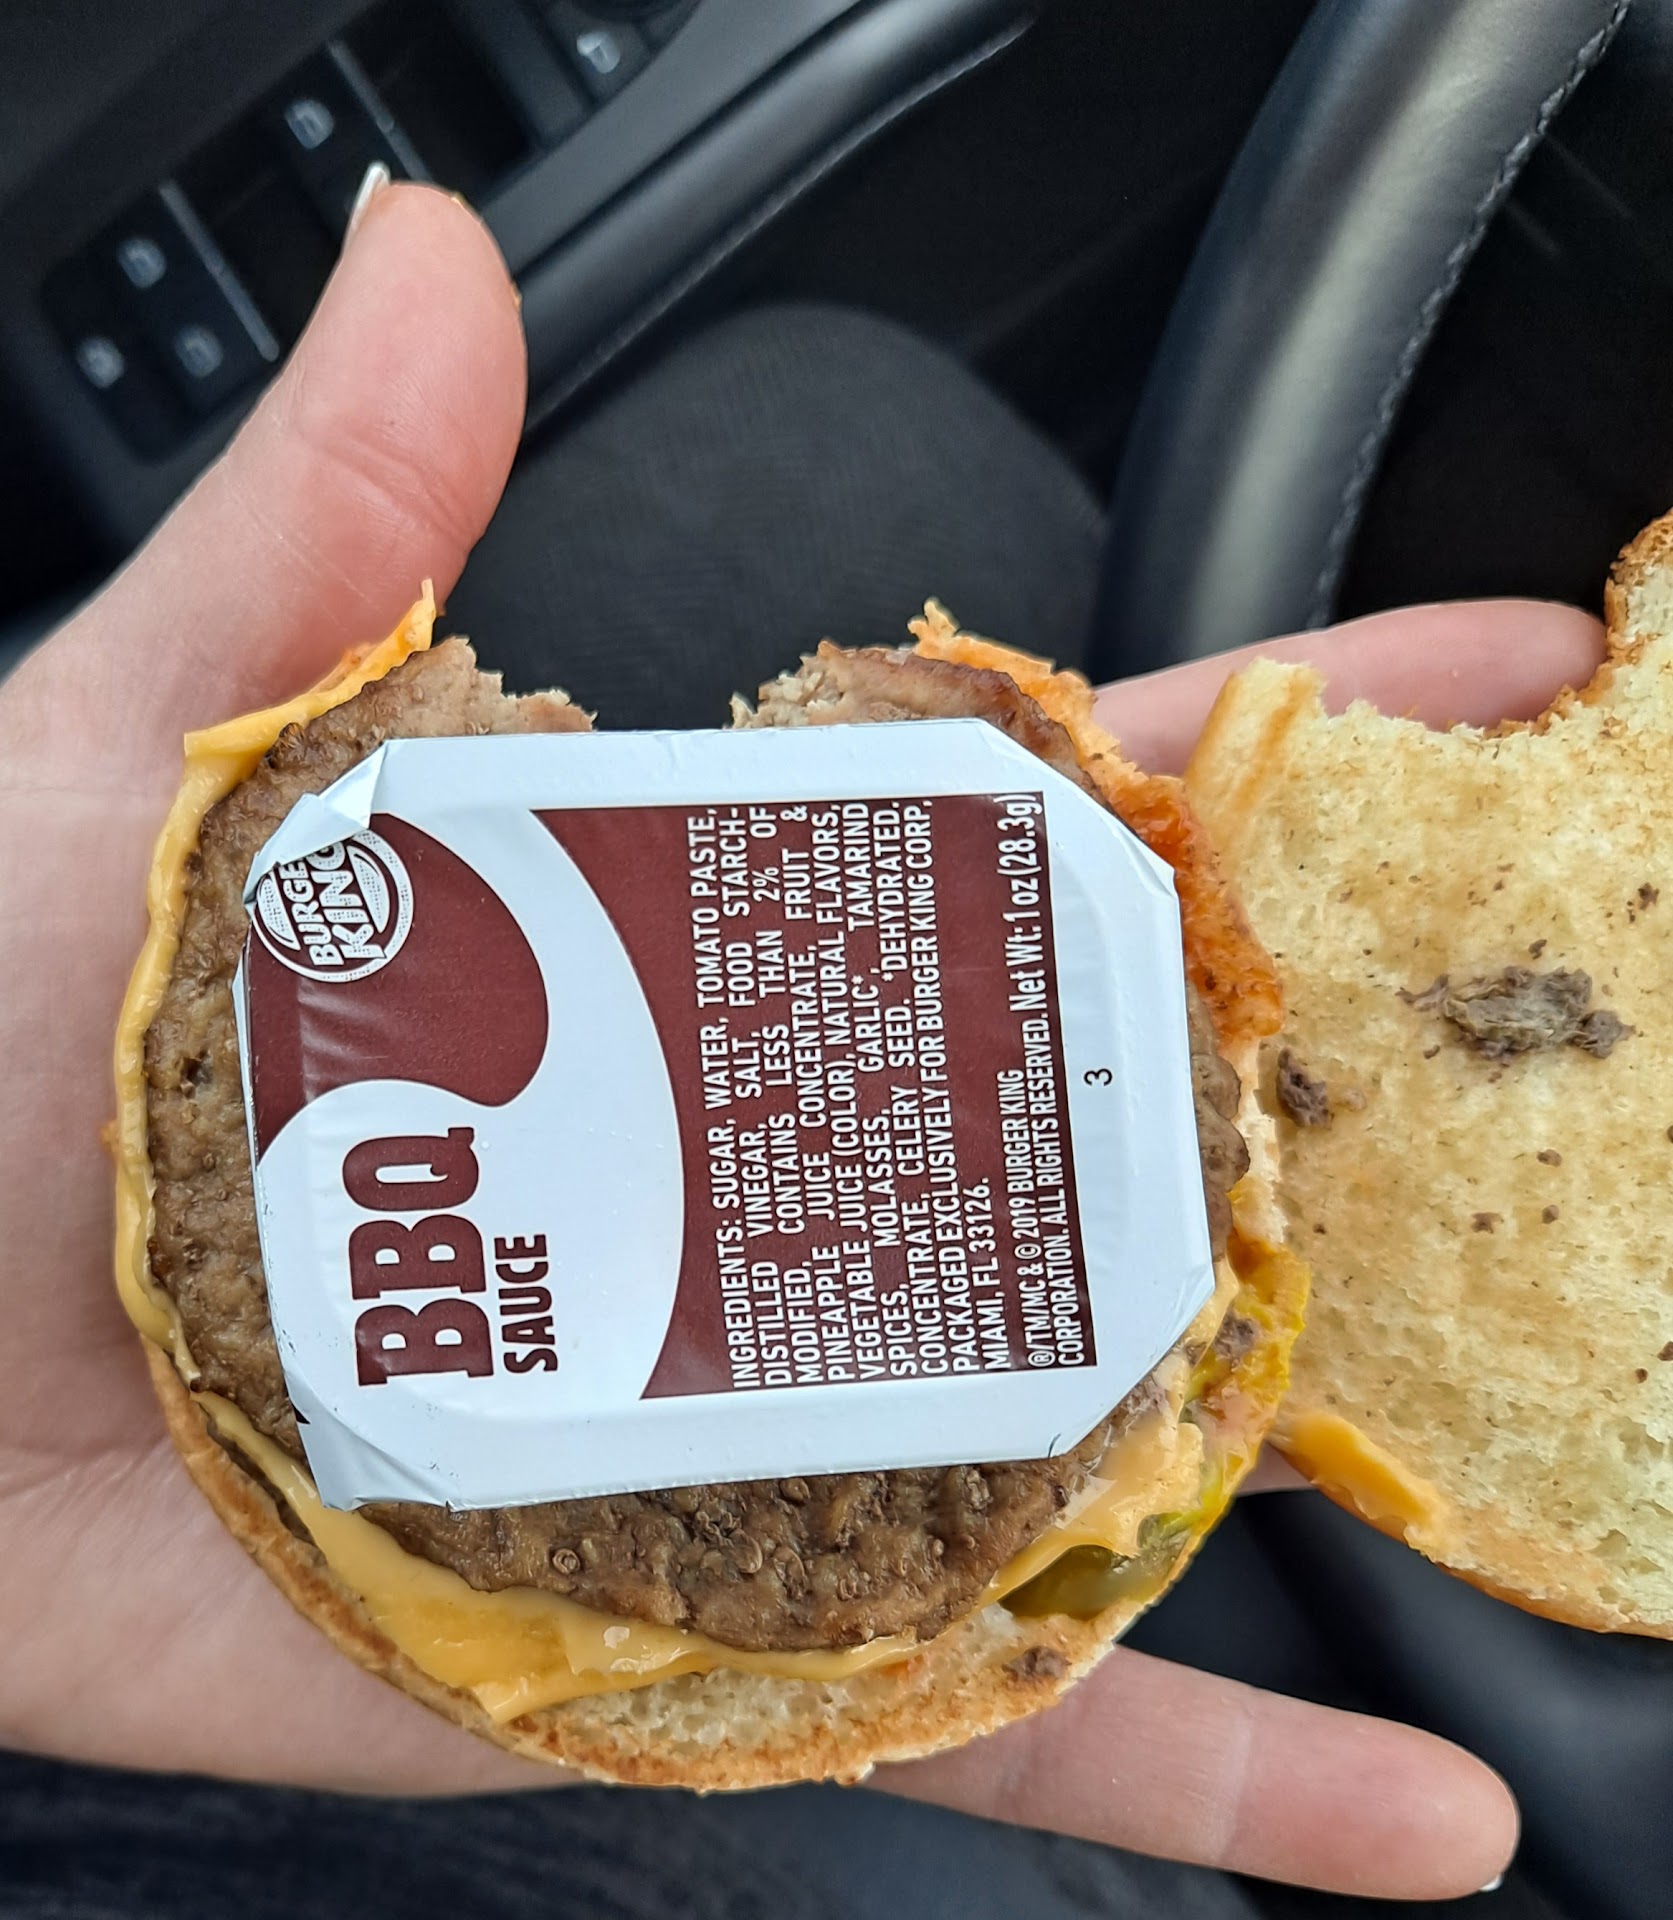 BURGER
KING
BBQ
SAUCE
INGREDIENTS: SUGAR, WATER, TOMATO PASTE,
DISTILLED VINEGAR, SALT, FOOD STARCH-
MODIFIED, CONTAINS LESS THAN 2% OF
PINEAPPLE JUICE CONCENTRATE, FRUIT &
VEGETABLE JUICE (COLOR), NATURAL FLAVORS,
SPICES, MOLASSES, GARLIC*, TAMARIND
CONCENTRATE, CELERY SEED. *DEHYDRATED.
PACKAGED EXCLUSIVELY FOR BURGER KING CORP,
MIAMI, FL 33126.
®/TM/MC & © 2019 BURGER KING
CORPORATION. ALL RIGHTS RESERVED. Net Wt: 1 oz (28.3g)
3